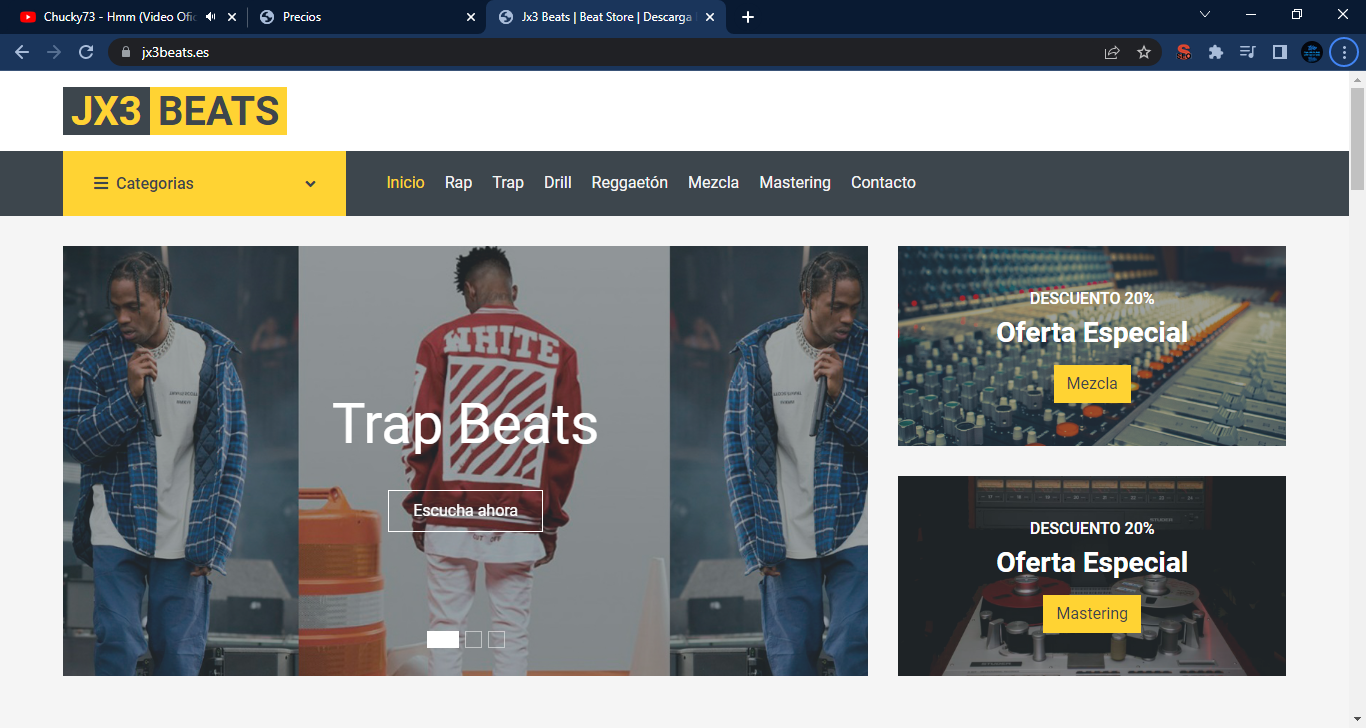 Chucky73 - Hmm (Video Ofic
Precios
Jx3 Beats | Beat Store | Descarga
jx3beats.es
JX3 BEATS
Categorias
Inicio Rap Trap Drill Reggaetón Mezcla Mastering Contacto
WHITE
Trap Beats
Escucha ahora
DESCUENTO 20%
Oferta Especial
Mezcla
DESCUENTO 20%
Oferta Especial
Mastering